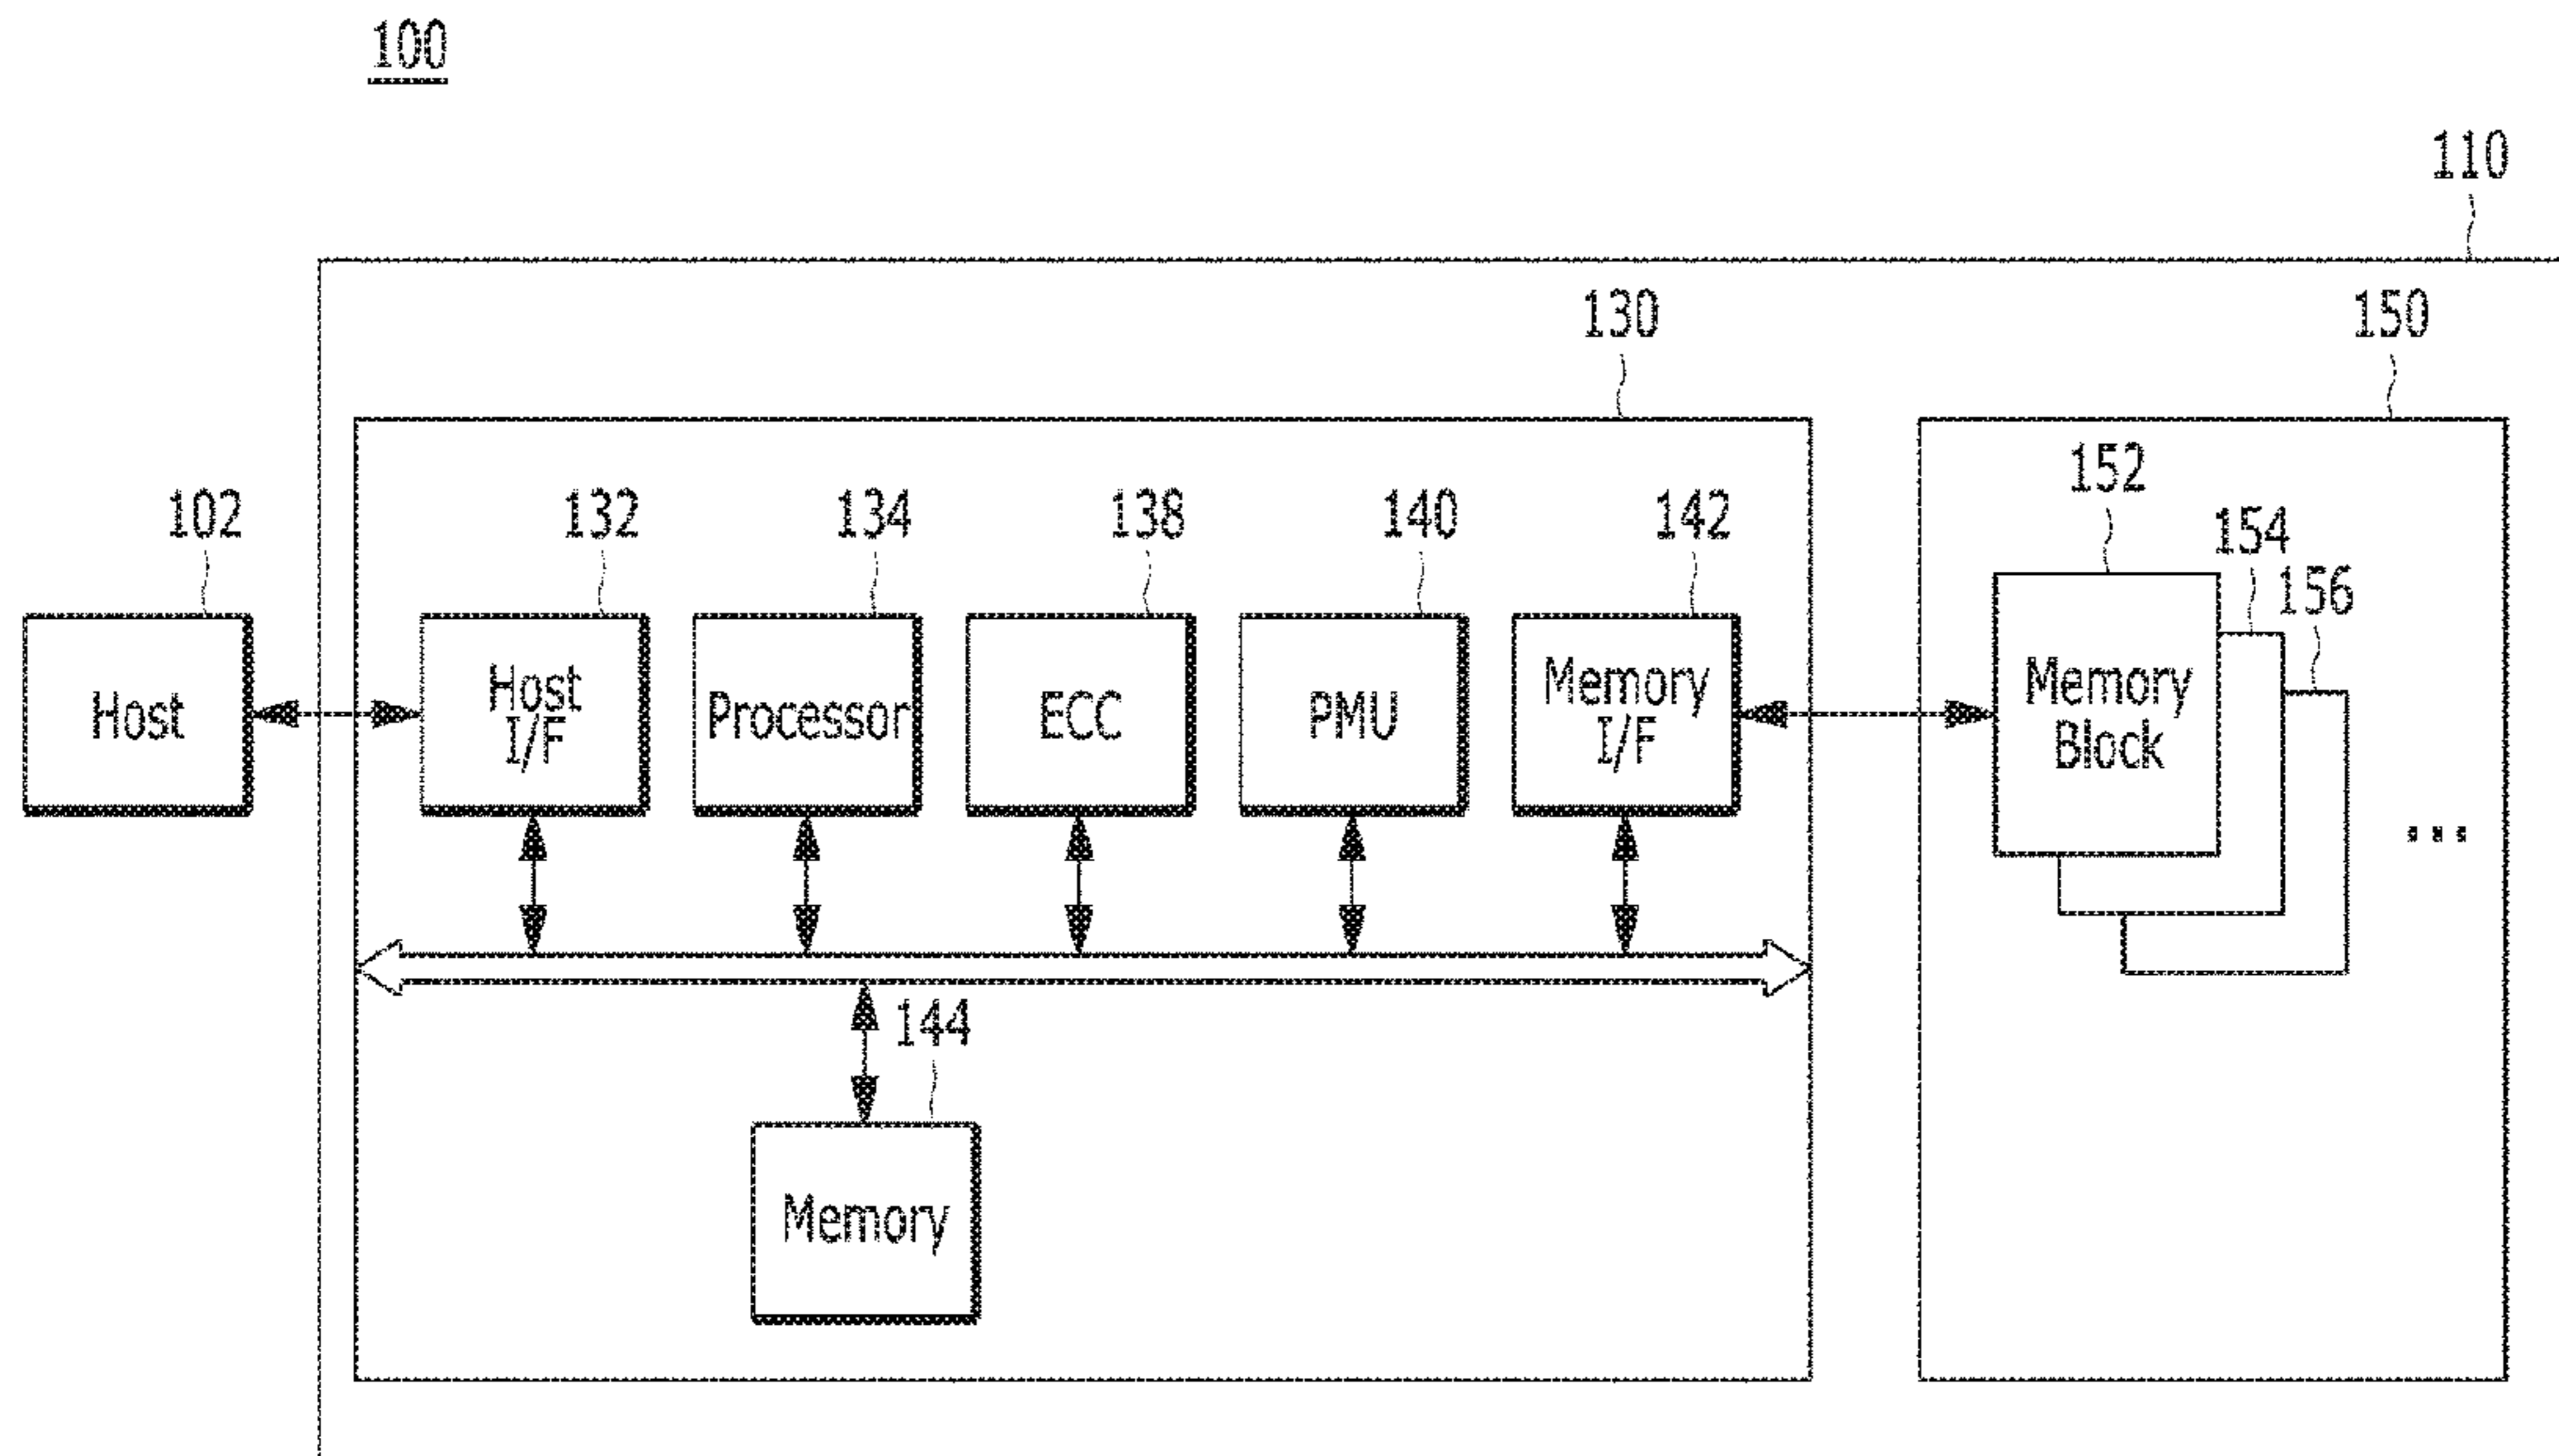 100
110
130
150
102
132
134
138
140
142
152
154
156
Host
Host
I/F
Processor
ECC
PMU
Memory
I/F
Memory
Block
...
144
Memory